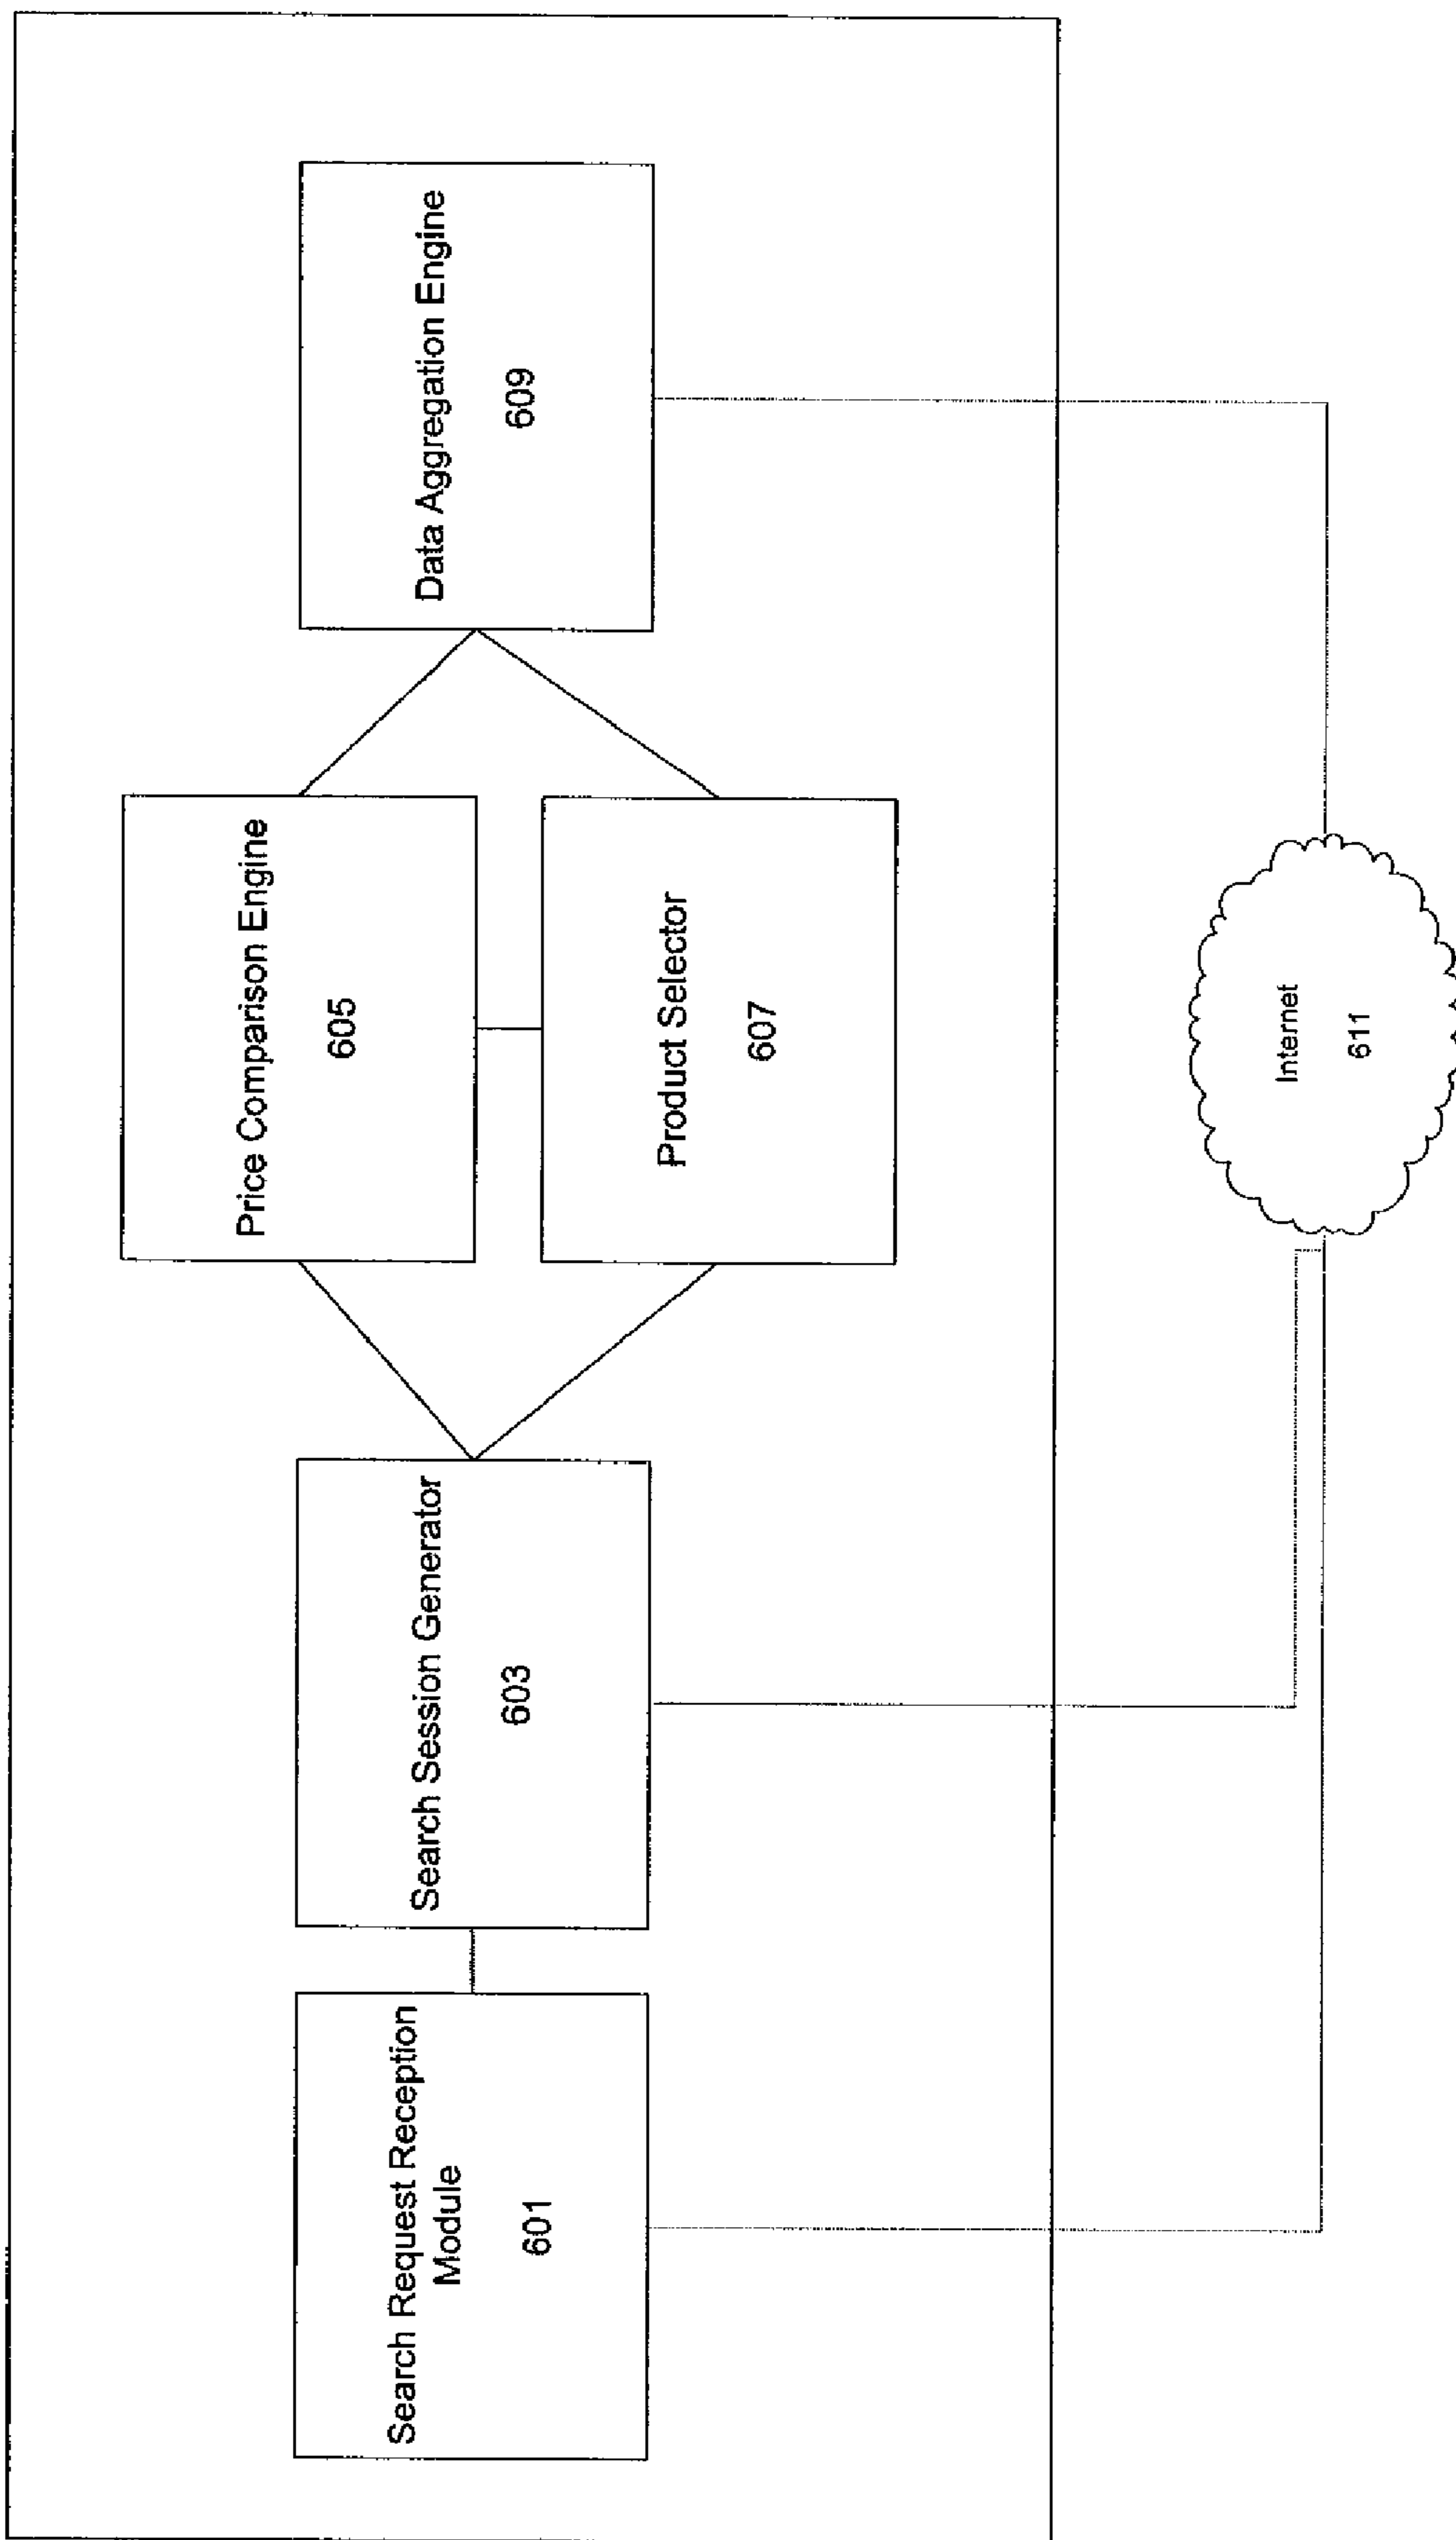 Search Request Reception
Module
601
Search Session Generator
603
Price Comparison Engine
605
Product Selector
607
Data Aggregation Engine
609
Internet
611